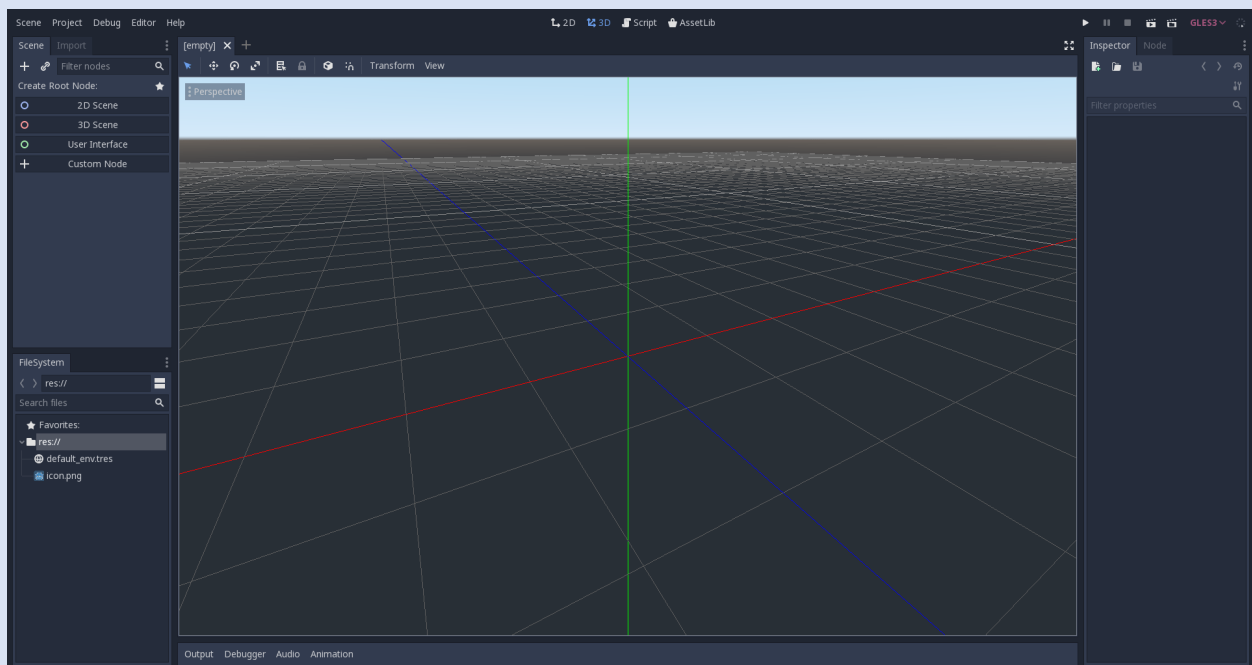 Scene Project Debug Editor Help
2D 3D Script AssetLib
GLES3
Scene Import
Filter nodes
Create Root Node:
2D Scene
3D Scene
User Interface
Custom Node
FileSystem
res://
Search files
Favorites:
res://
default_env.tres
icon.png
[empty]
Transform View
Perspective
Output Debugger Audio Animation
Inspector Node
Filter properties